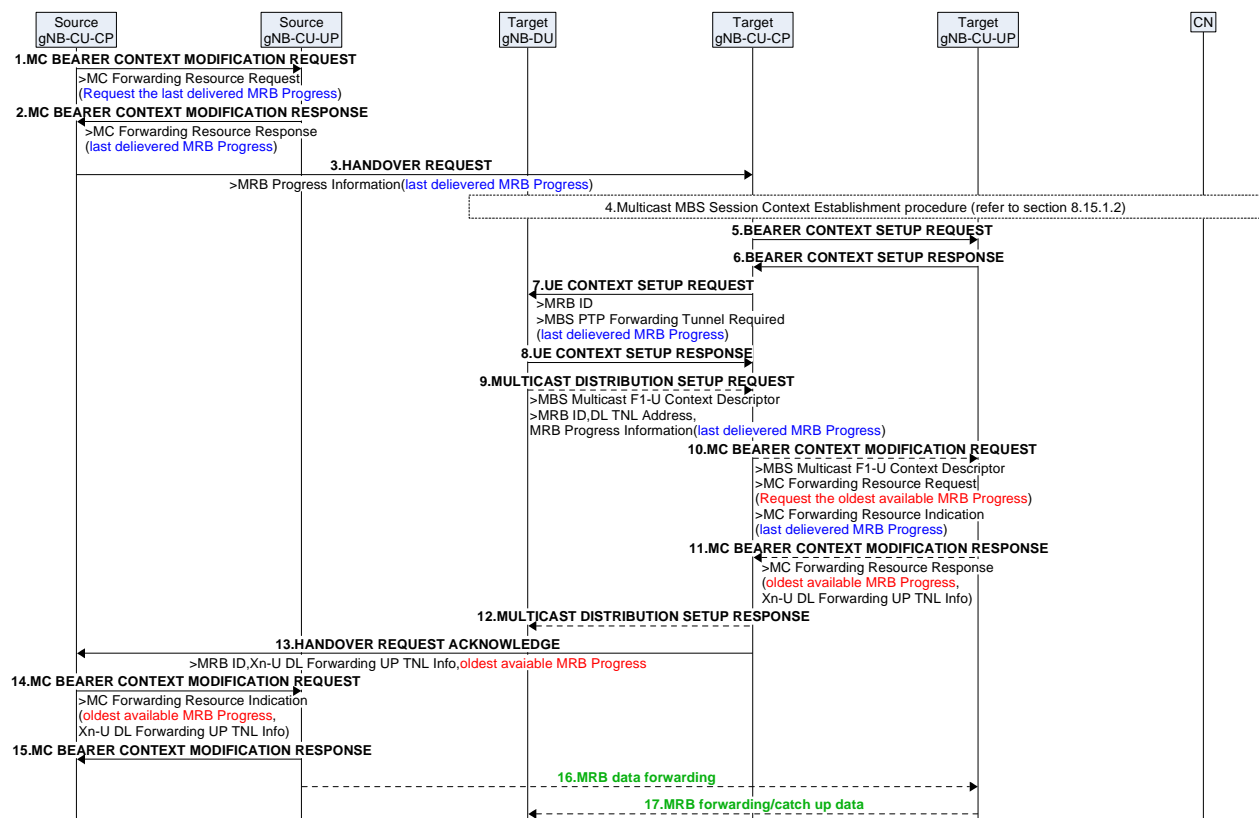 Source
gNB-CU-CP
Source
gNB-CU-UP
Target
gNB-DU
Target
gNB-CU-CP
Target
gNB-CU-UP
CN
1.MC BEARER CONTEXT MODIFICATION REQUEST
>MC Forwarding Resource Request
(Request the last delivered MRB Progress)
2.MC BEARER CONTEXT MODIFICATION RESPONSE
>MC Forwarding Resource Response
(last delievered MRB Progress)
3.HANDOVER REQUEST
>MRB Progress Information(last delievered MRB Progress)
4.Multicast MBS Session Context Establishment procedure (refer to section 8.15.1.2)
5.BEARER CONTEXT SETUP REQUEST
6.BEARER CONTEXT SETUP RESPONSE
7.UE CONTEXT SETUP REQUEST
>MRB ID
>MBS PTP Forwarding Tunnel Required
(last delievered MRB Progress)
8.UE CONTEXT SETUP RESPONSE
9.MULTICAST DISTRIBUTION SETUP REQUEST
>MBS Multicast F1-U Context Descriptor
>MRB ID,DL TNL Address,
MRB Progress Information(last delievered MRB Progress)
10.MC BEARER CONTEXT MODIFICATION REQUEST
>MBS Multicast F1-U Context Descriptor
>MC Forwarding Resource Request
(Request the oldest available MRB Progress)
>MC Forwarding Resource Indication
(last delievered MRB Progress)
11.MC BEARER CONTEXT MODIFICATION RESPONSE
>MC Forwarding Resource Response
(oldest available MRB Progress,
Xn-U DL Forwarding UP TNL Info)
12.MULTICAST DISTRIBUTION SETUP RESPONSE
13.HANDOVER REQUEST ACKNOWLEDGE
>MRB ID,Xn-U DL Forwarding UP TNL Info,oldest avaiable MRB Progress
14.MC BEARER CONTEXT MODIFICATION REQUEST
>MC Forwarding Resource Indication
(oldest available MRB Progress,
Xn-U DL Forwarding UP TNL Info)
15.MC BEARER CONTEXT MODIFICATION RESPONSE
16.MRB data forwarding
17.MRB forwarding/catch up data